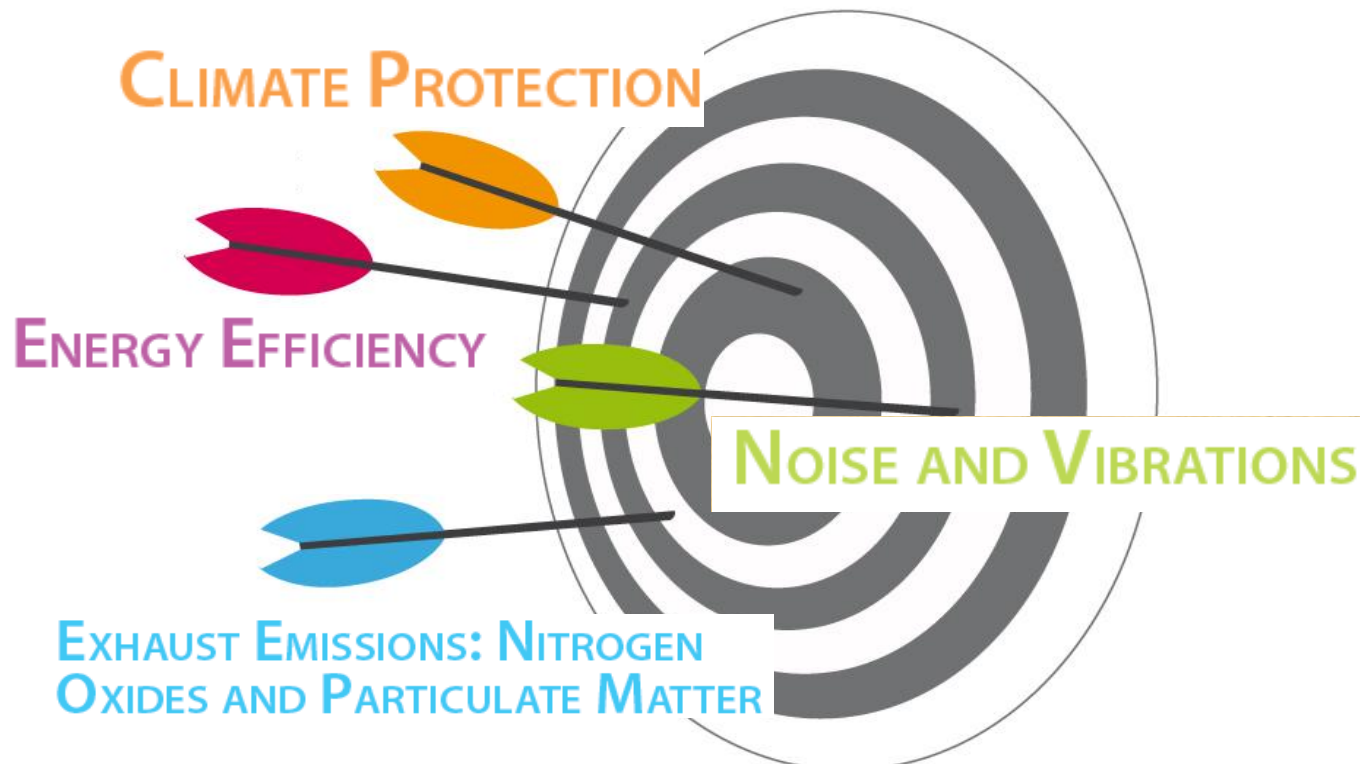 CLIMATE PROTECTION
ENERGY EFFICIENCY
NOISE AND VIBRATIONS
EXHAUST EMISSIONS: NITROGEN
OXIDES AND PARTICULATE MATTER